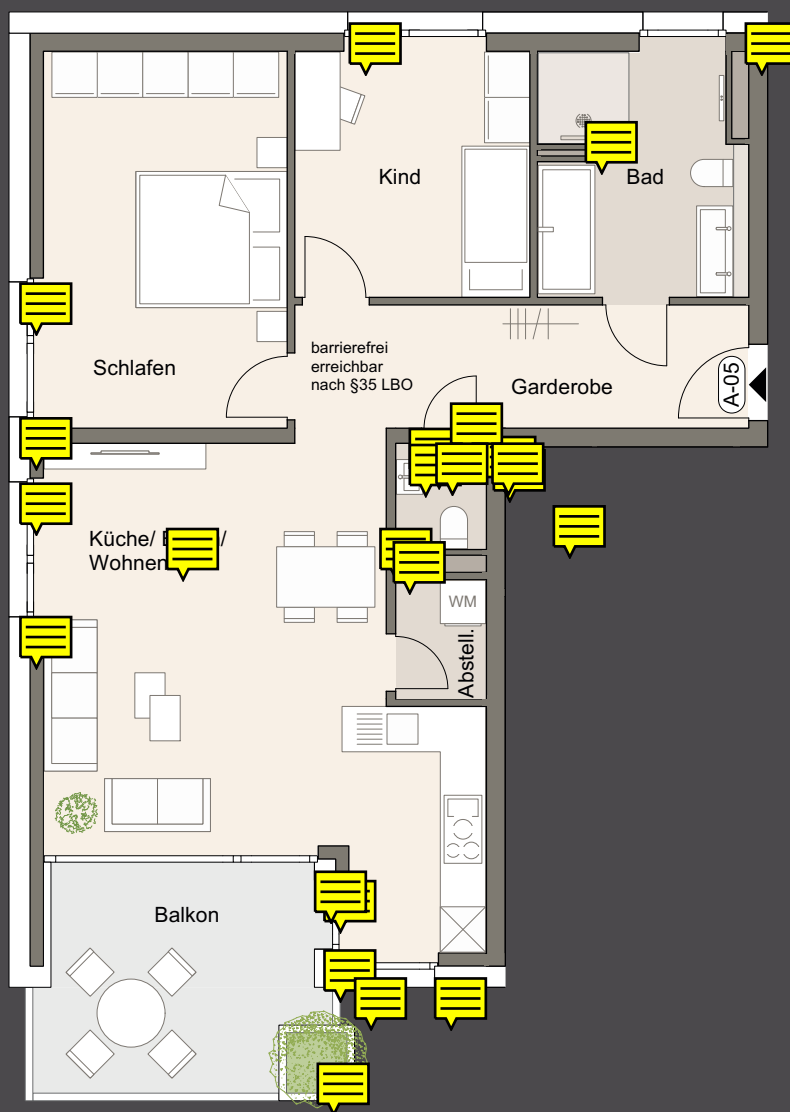 Kind
Bad
Schlafen
barrierefrei
erreichbar
nach §35 LBO
Garderobe
A-05
Küche/
Wohnen
WM
Abstell.
Balkon